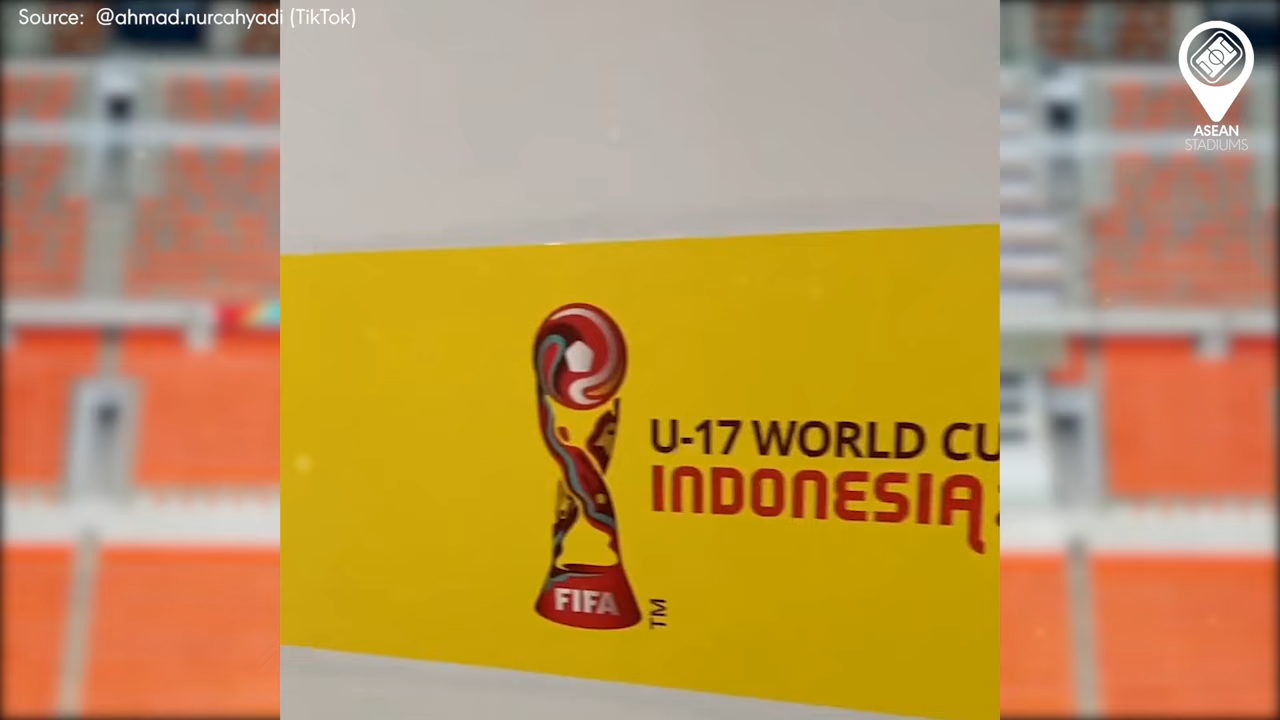 Source: @ahmad.nurcahyadi (TikTok)
ASEAN
STADIUMS
U-17 WORLD CU
INDONESIA
FIFA
TM